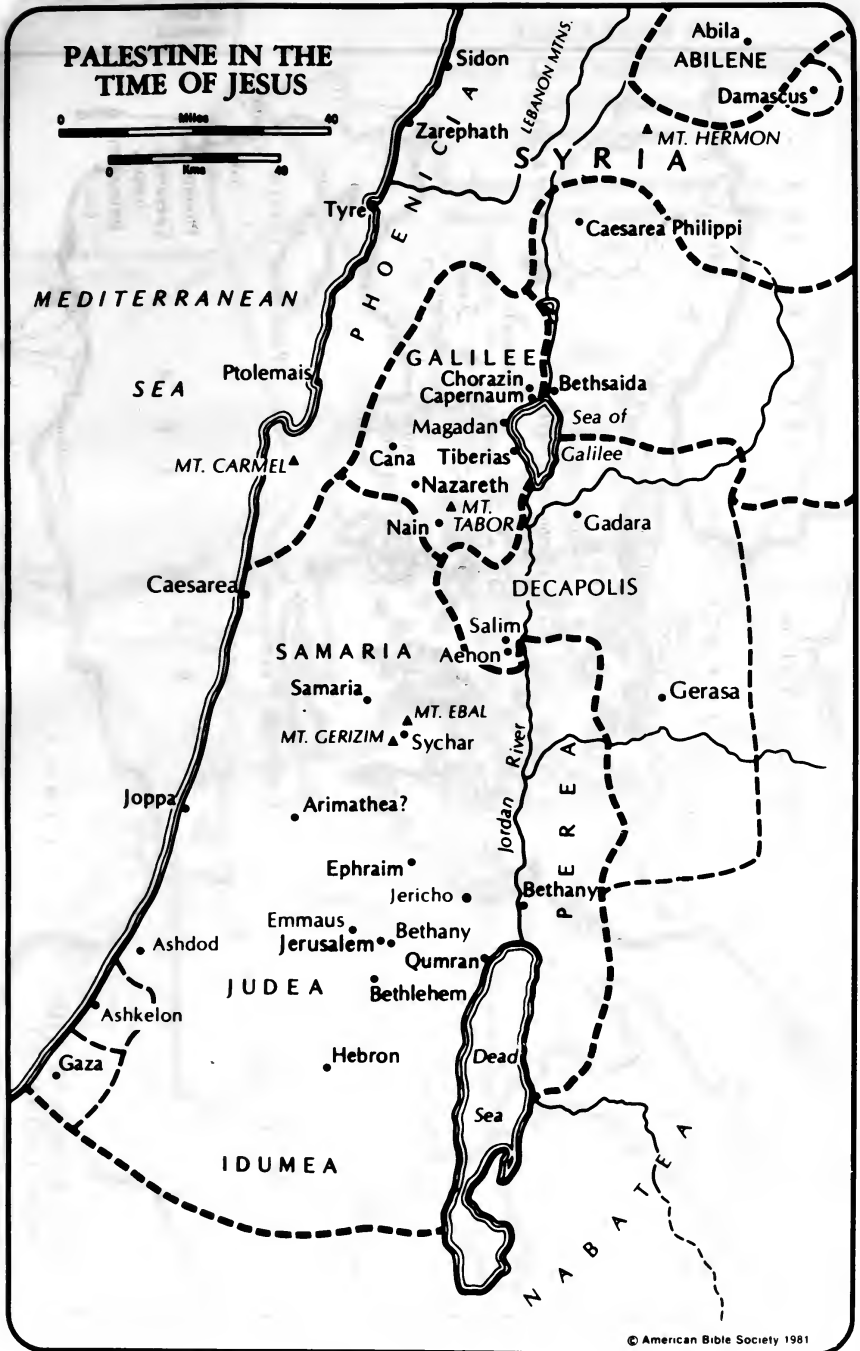 PALESTINE IN THE
TIME OF JESUS
0 Miles 40
0 Kms 40
Sidon
Abila
ABILENE
Damascus
LEBANON MTNS.
Zarephath
MT. HERMON
SYRIA
Tyre
PHOENICIA
Caesarea Philippi
MEDITERRANEAN
SEA
Ptolemais
GALILEE
Chorazin
Capernaum
Bethsaida
Magadan
Sea of
Galilee
MT. CARMEL
Cana
Tiberias
Nazareth
MT.
TABOR
Nain
Gadara
Caesarea
DECAPOLIS
Salim
Aenon
SAMARIA
Samaria
MT. EBAL
MT. GERIZIM
Sychar
Gerasa
Jordan River
PEREA
Joppa
Arimathea?
Ephraim
Jericho
Bethany
Emmaus
Jerusalem
Bethany
Ashdod
Qumran
JUDEA
Bethlehem
Ashkelon
Gaza
Hebron
Dead
Sea
IDUMEA
NABATEA
© American Bible Society 1981